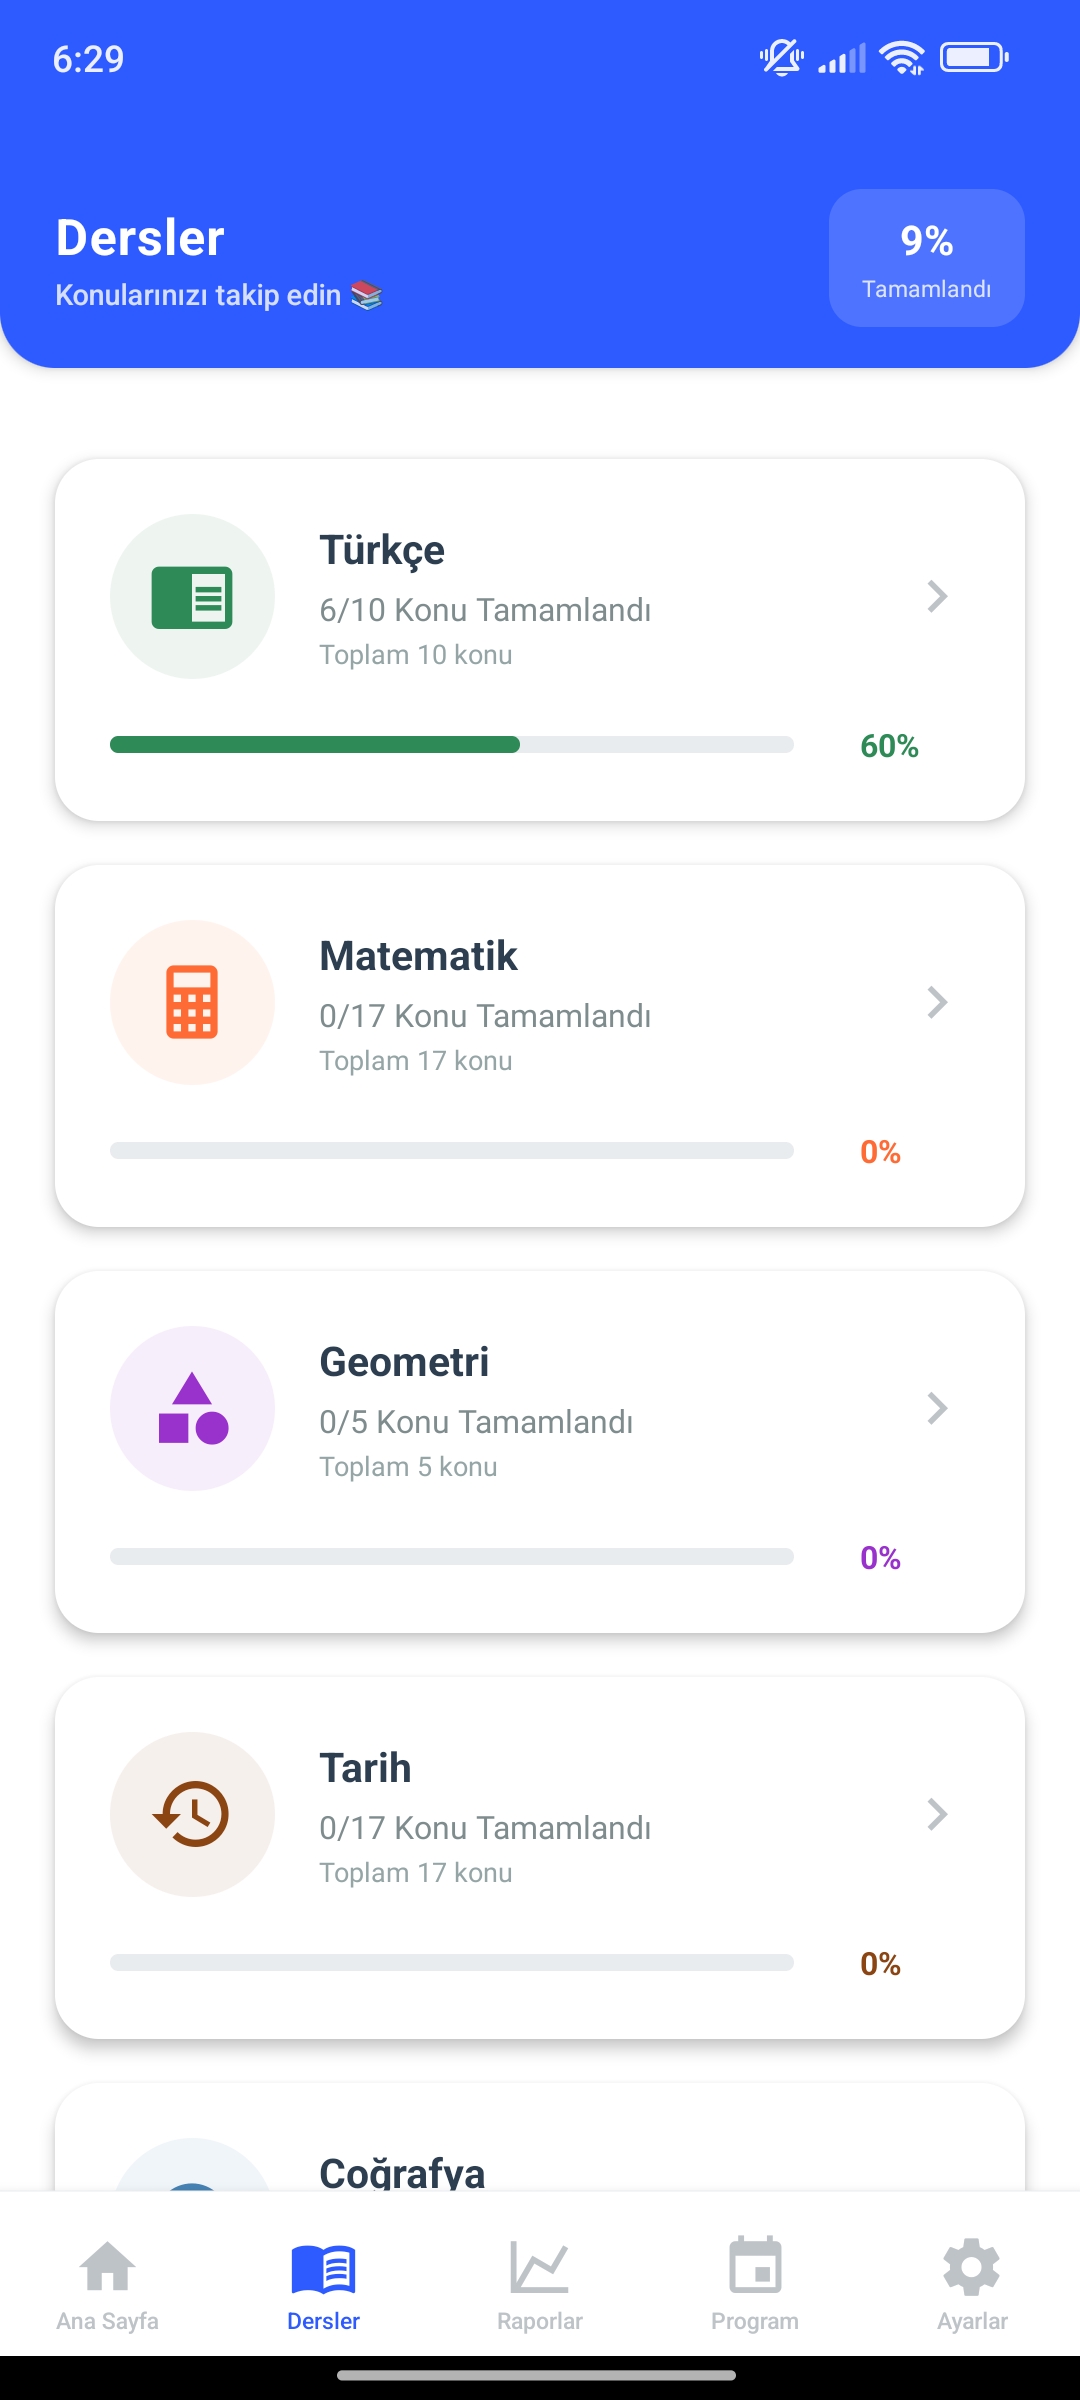 6:29
Dersler
Konularınızı takip edin 📚
9%
Tamamlandı
Türkçe
6/10 Konu Tamamlandı
Toplam 10 konu
60%
Matematik
0/17 Konu Tamamlandı
Toplam 17 konu
0%
Geometri
0/5 Konu Tamamlandı
Toplam 5 konu
0%
Tarih
0/17 Konu Tamamlandı
Toplam 17 konu
0%
Coğrafya
Ana Sayfa
Dersler
Raporlar
Program
Ayarlar